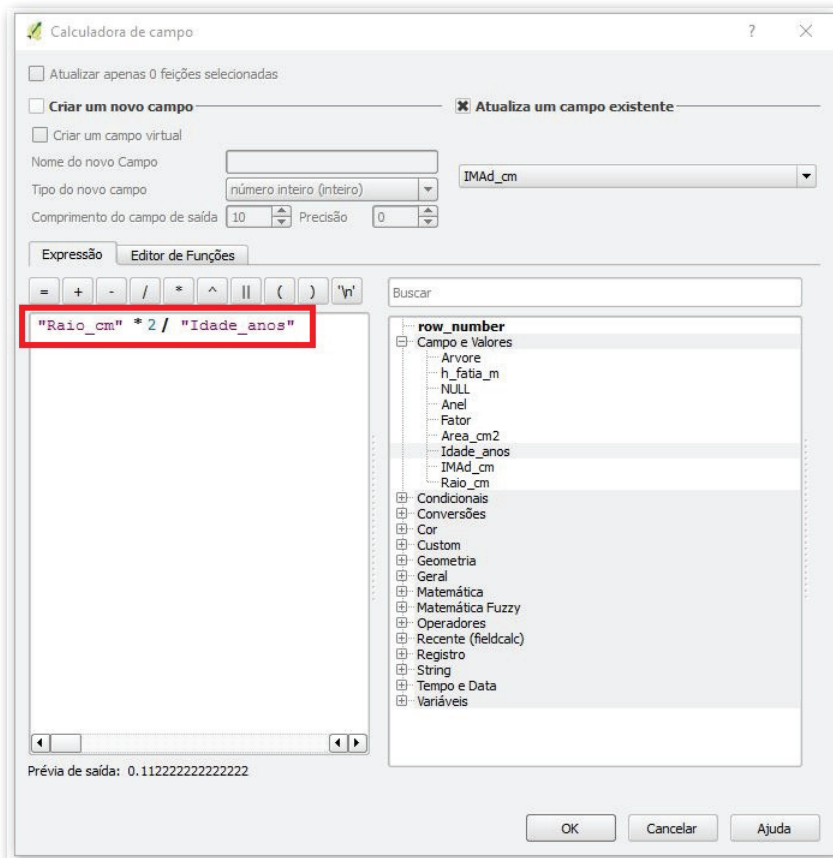 Calculadora de campo
?
Atualizar apenas 0 feições selecionadas
Criar um novo campo
Atualiza um campo existente
Criar um campo virtual
Nome do novo Campo
IMAd_cm
Tipo do novo campo número inteiro (inteiro)
Comprimento do campo de saída 10 Precisão 0
Expressão Editor de Funções
= + - / * ^ || ( ) '\n'
Buscar
"Raio_cm" * 2 / "Idade_anos"
row_number
Campo e Valores
Arvore
h_fatia_m
NULL
Anel
Fator
Area_cm2
Idade_anos
IMAd_cm
Raio_cm
Condicionais
Conversões
Cor
Custom
Geometria
Geral
Matemática
Matemática Fuzzy
Operadores
Recente (fieldcalc)
Registro
String
Tempo e Data
Variáveis
Prévia de saída: 0.112222222222222
OK Cancelar Ajuda